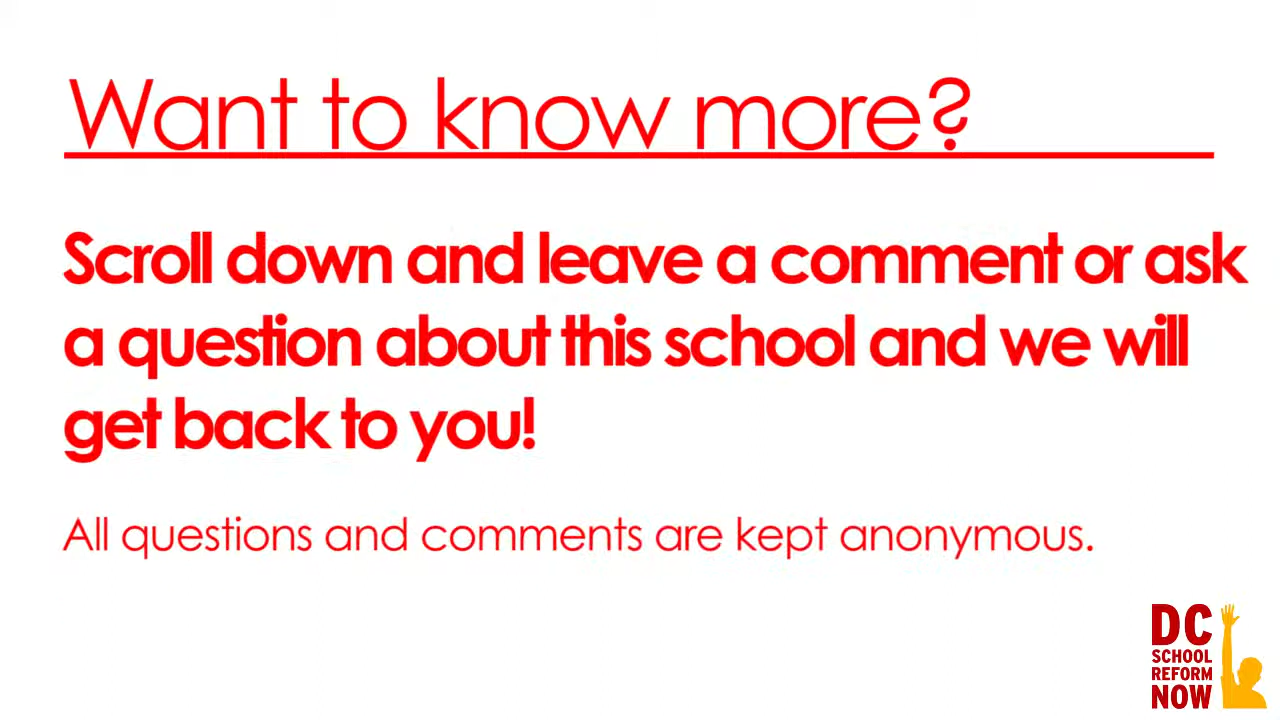 Want to know more?
Scroll down and leave a comment or ask
a question about this school and we will
get back to you!
All questions and comments are kept anonymous.
DC
SCHOOL
REFORM
NOW